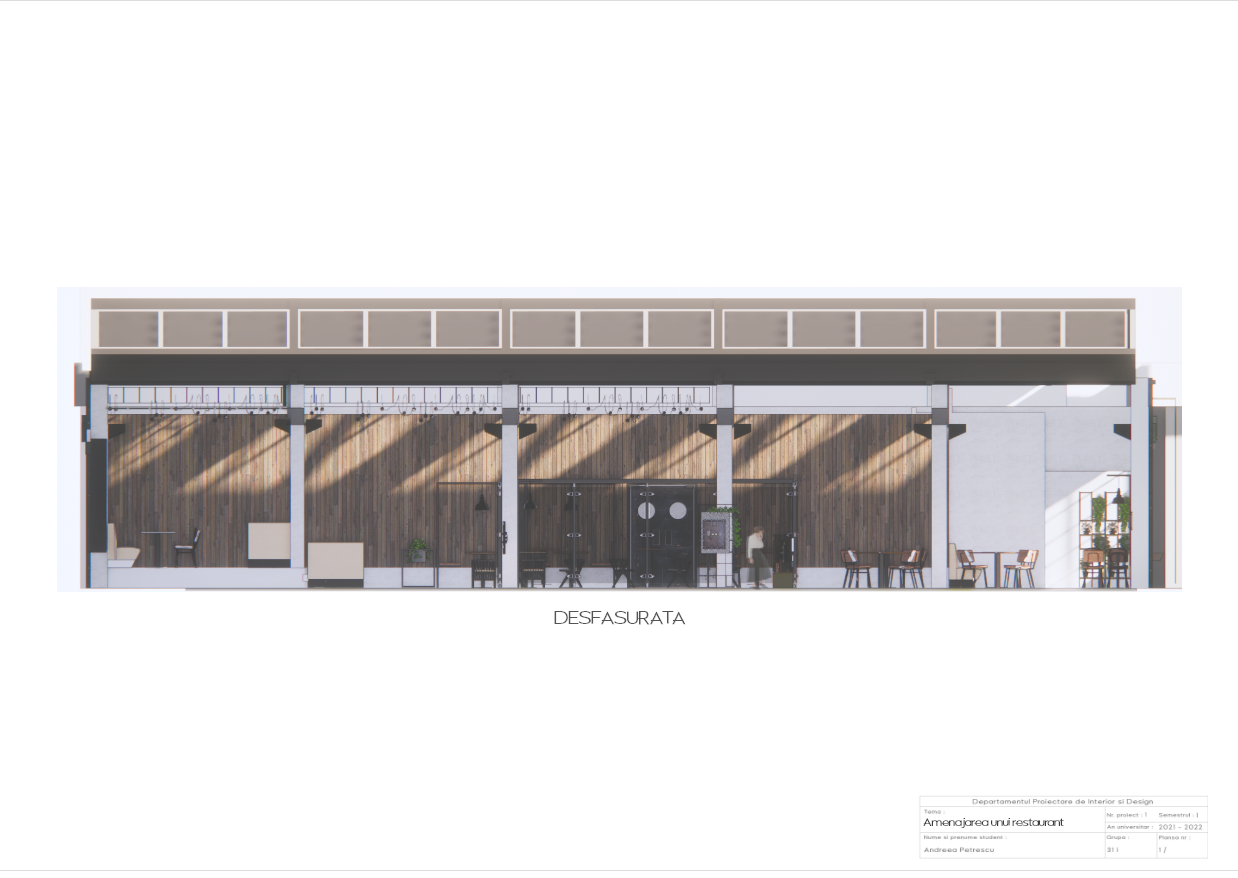 DESFASURATA
Departamentul Proiectare de Interior si Design
Tema :
Amenajarea unui restaurant
Nr. proiect : 1 Semestrul : I
An universitar : 2021 - 2022
Nume si prenume student :
Grupa : Plansa nr :
Andreea Petrescu
31 i
1 /